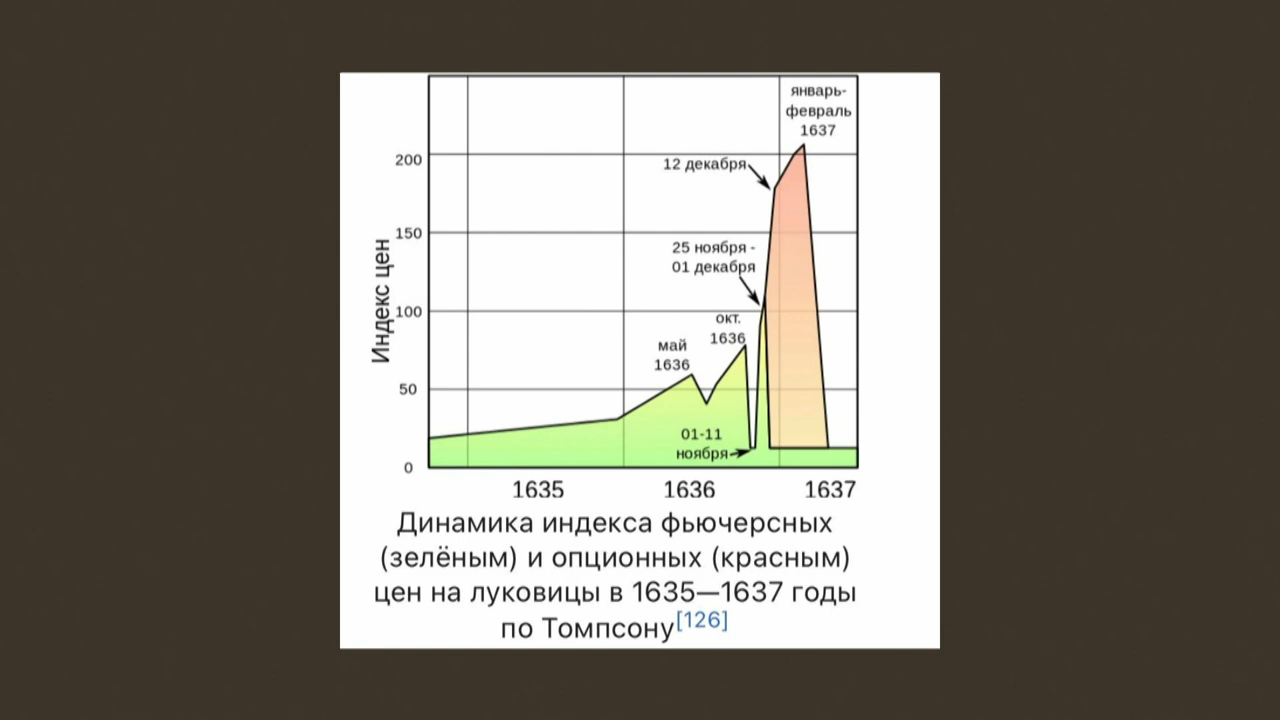 январь-
февраль
1637
200
12 декабря
150
25 ноября -
01 декабря
Индекс цен
100
окт.
1636
май
1636
50
01-11
ноября
0
1635
1636
1637
Динамика индекса фьючерсных
(зелёным) и опционных (красным)
цен на луковицы в 1635—1637 годы
по Томпсону[126]